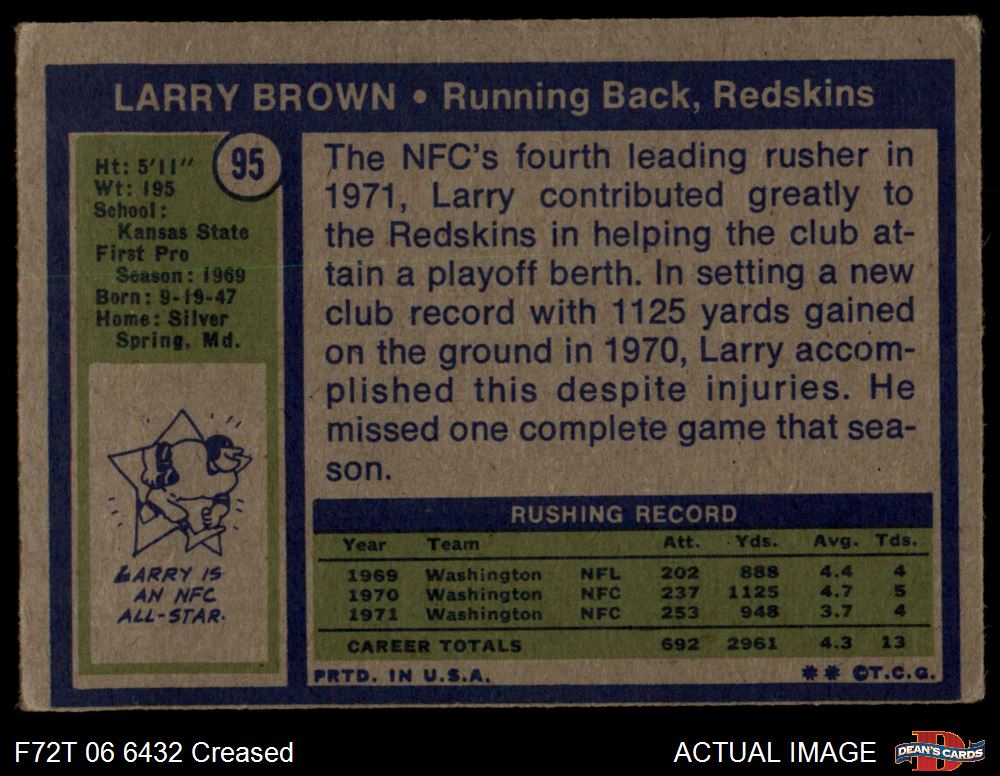 LARRY BROWN • Running Back, Redskins
95
Ht: 5'11"
Wt: 195
School:
Kansas State
First Pro
Season: 1969
Born: 9-19-47
Home: Silver
Spring, Md.
LARRY IS
AN NFC
ALL-STAR.
The NFC's fourth leading rusher in
1971, Larry contributed greatly to
the Redskins in helping the club at-
tain a playoff berth. In setting a new
club record with 1125 yards gained
on the ground in 1970, Larry accom-
plished this despite injuries. He
missed one complete game that sea-
son.
RUSHING RECORD
Year Team Att. Yds. Avg. Tds.
1969 Washington NFL 202 888 4.4 4
1970 Washington NFC 237 1125 4.7 5
1971 Washington NFC 253 948 3.7 4
CAREER TOTALS 692 2961 4.3 13
PRTD. IN U.S.A. ** ©T.C.G.
F72T 06 6432 Creased
ACTUAL IMAGE
D
DEAN'S CARDS